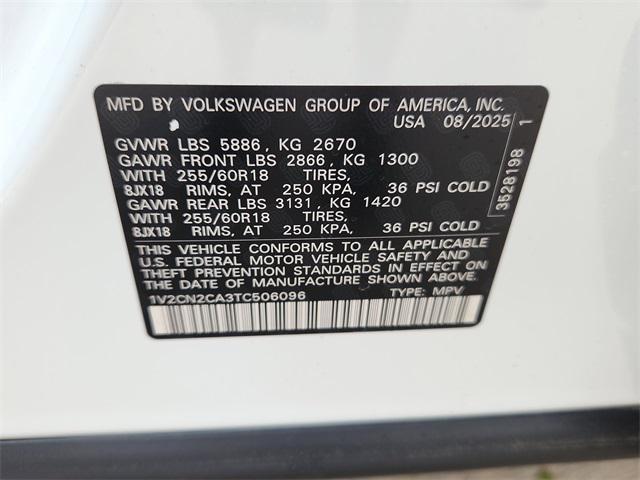 MFD BY VOLKSWAGEN GROUP OF AMERICA, INC.
USA 08/2025
GVWR LBS 5886, KG 2670
GAWR FRONT LBS 2866, KG 1300
WITH 255/60R18 TIRES,
8JX18 RIMS, AT 250 KPA, 36 PSI COLD
GAWR REAR LBS 3131, KG 1420
WITH 255/60R18 TIRES,
8JX18 RIMS, AT 250 KPA, 36 PSI COLD
THIS VEHICLE CONFORMS TO ALL APPLICABLE
U.S. FEDERAL MOTOR VEHICLE SAFETY AND
THEFT PREVENTION STANDARDS IN EFFECT ON
THE DATE OF MANUFACTURE SHOWN ABOVE.
1V2CN2CA3TC506096 TYPE: MPV
3528198 1